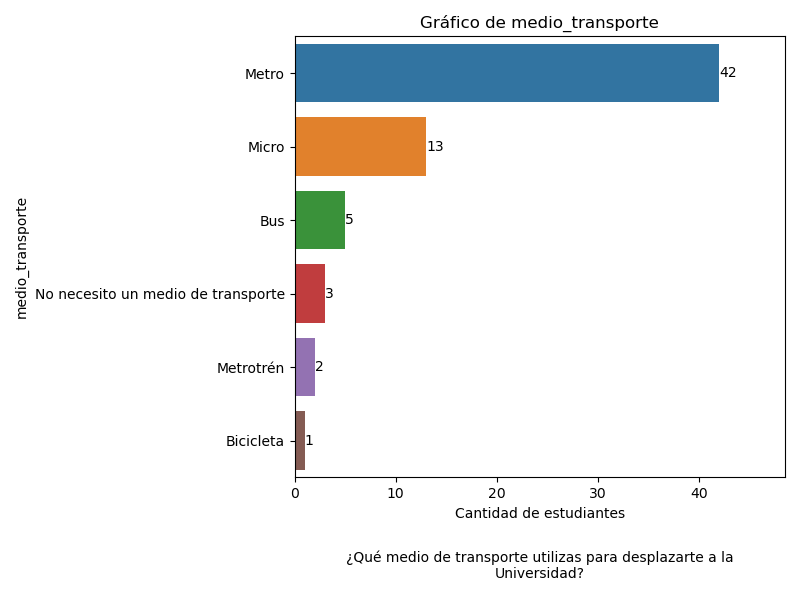 Gráfico de medio_transporte
medio_transporte
Metro
42
Micro
13
Bus
5
No necesito un medio de transporte
3
Metrotrén
2
Bicicleta
1
0 10 20 30 40
Cantidad de estudiantes
¿Qué medio de transporte utilizas para desplazarte a la
Universidad?